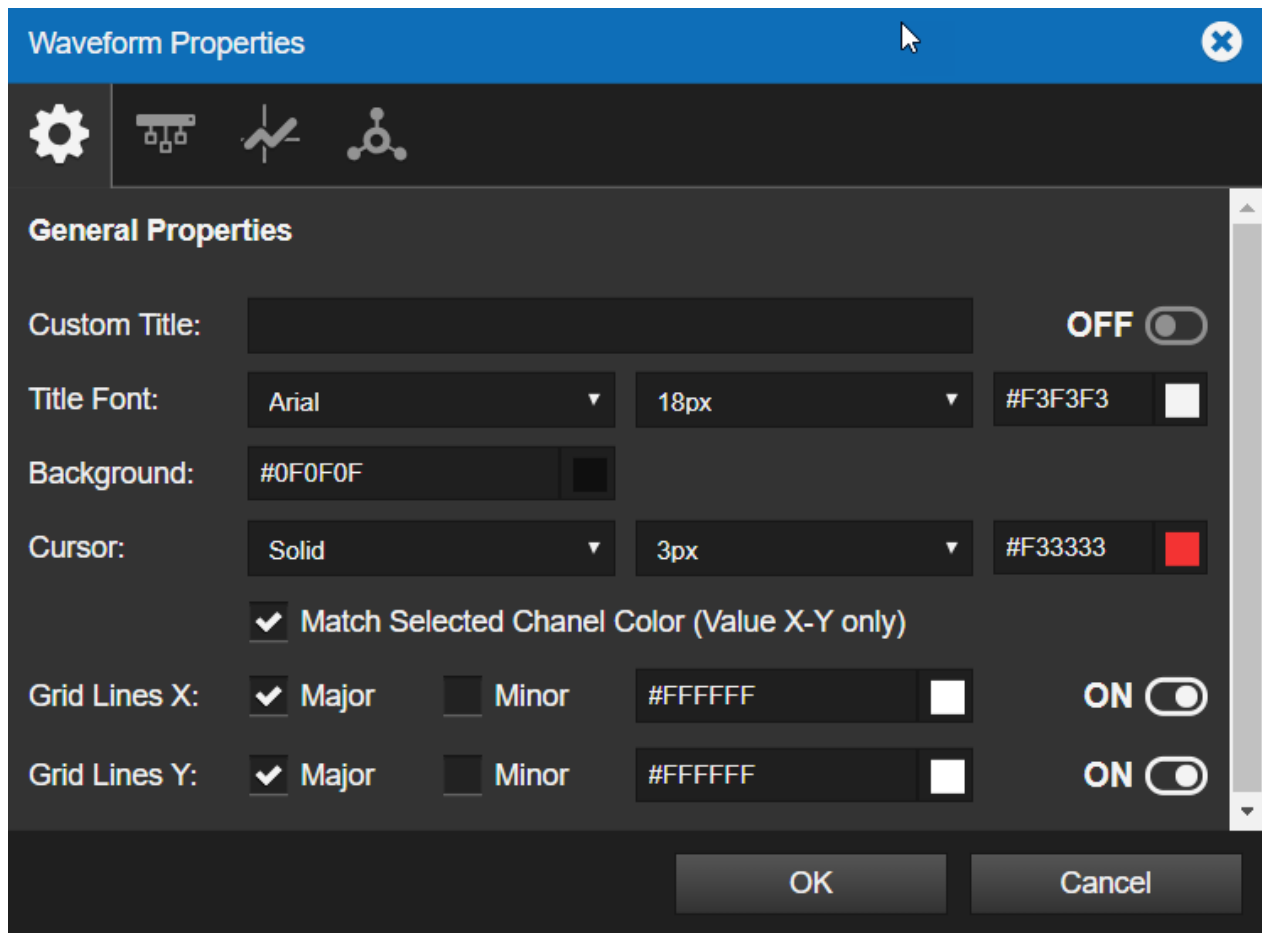 Waveform Properties
General Properties
Custom Title: OFF
Title Font: Arial 18px #F3F3F3
Background: #0F0F0F
Cursor: Solid 3px #F33333
Match Selected Chanel Color (Value X-Y only)
Grid Lines X: Major Minor #FFFFFF ON
Grid Lines Y: Major Minor #FFFFFF ON
OK Cancel